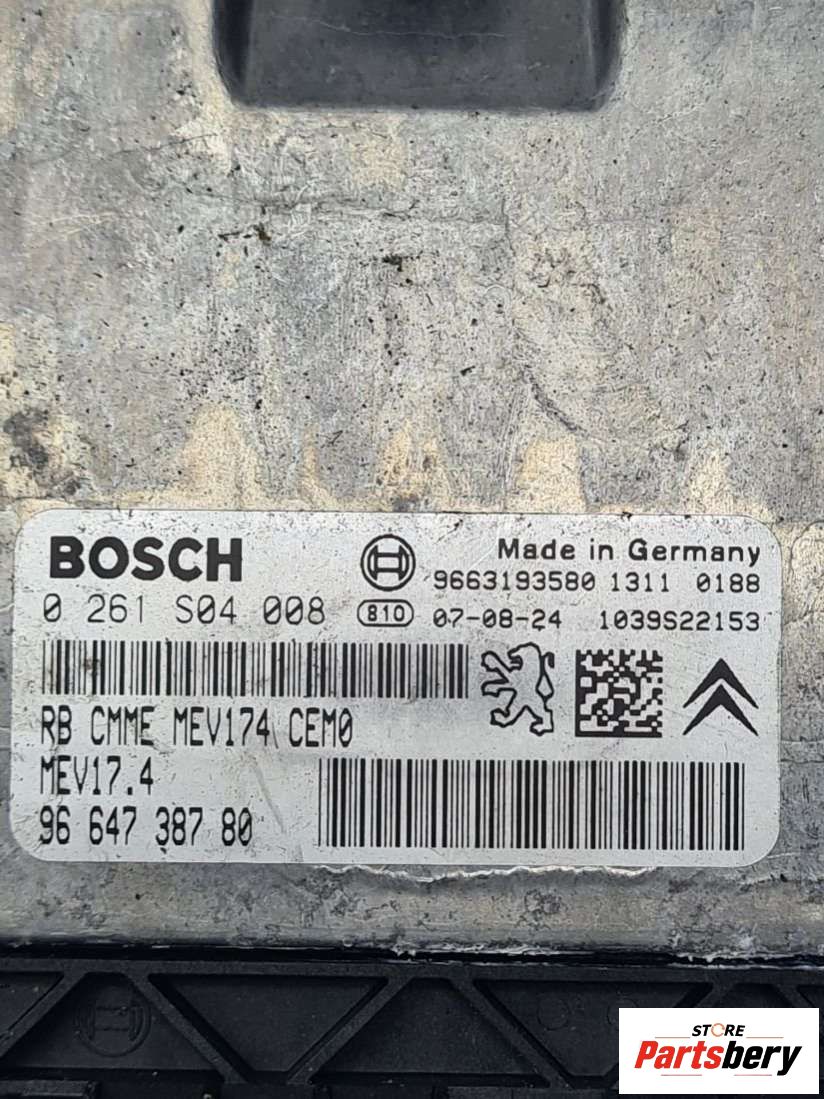 BOSCH
Made in Germany
9663193580 1311 0188
0 261 S04 008 810 07-08-24 1039S22153
RB CMME MEV174 CEM0
MEV17.4
96 647 387 80
STORE
Partsbery